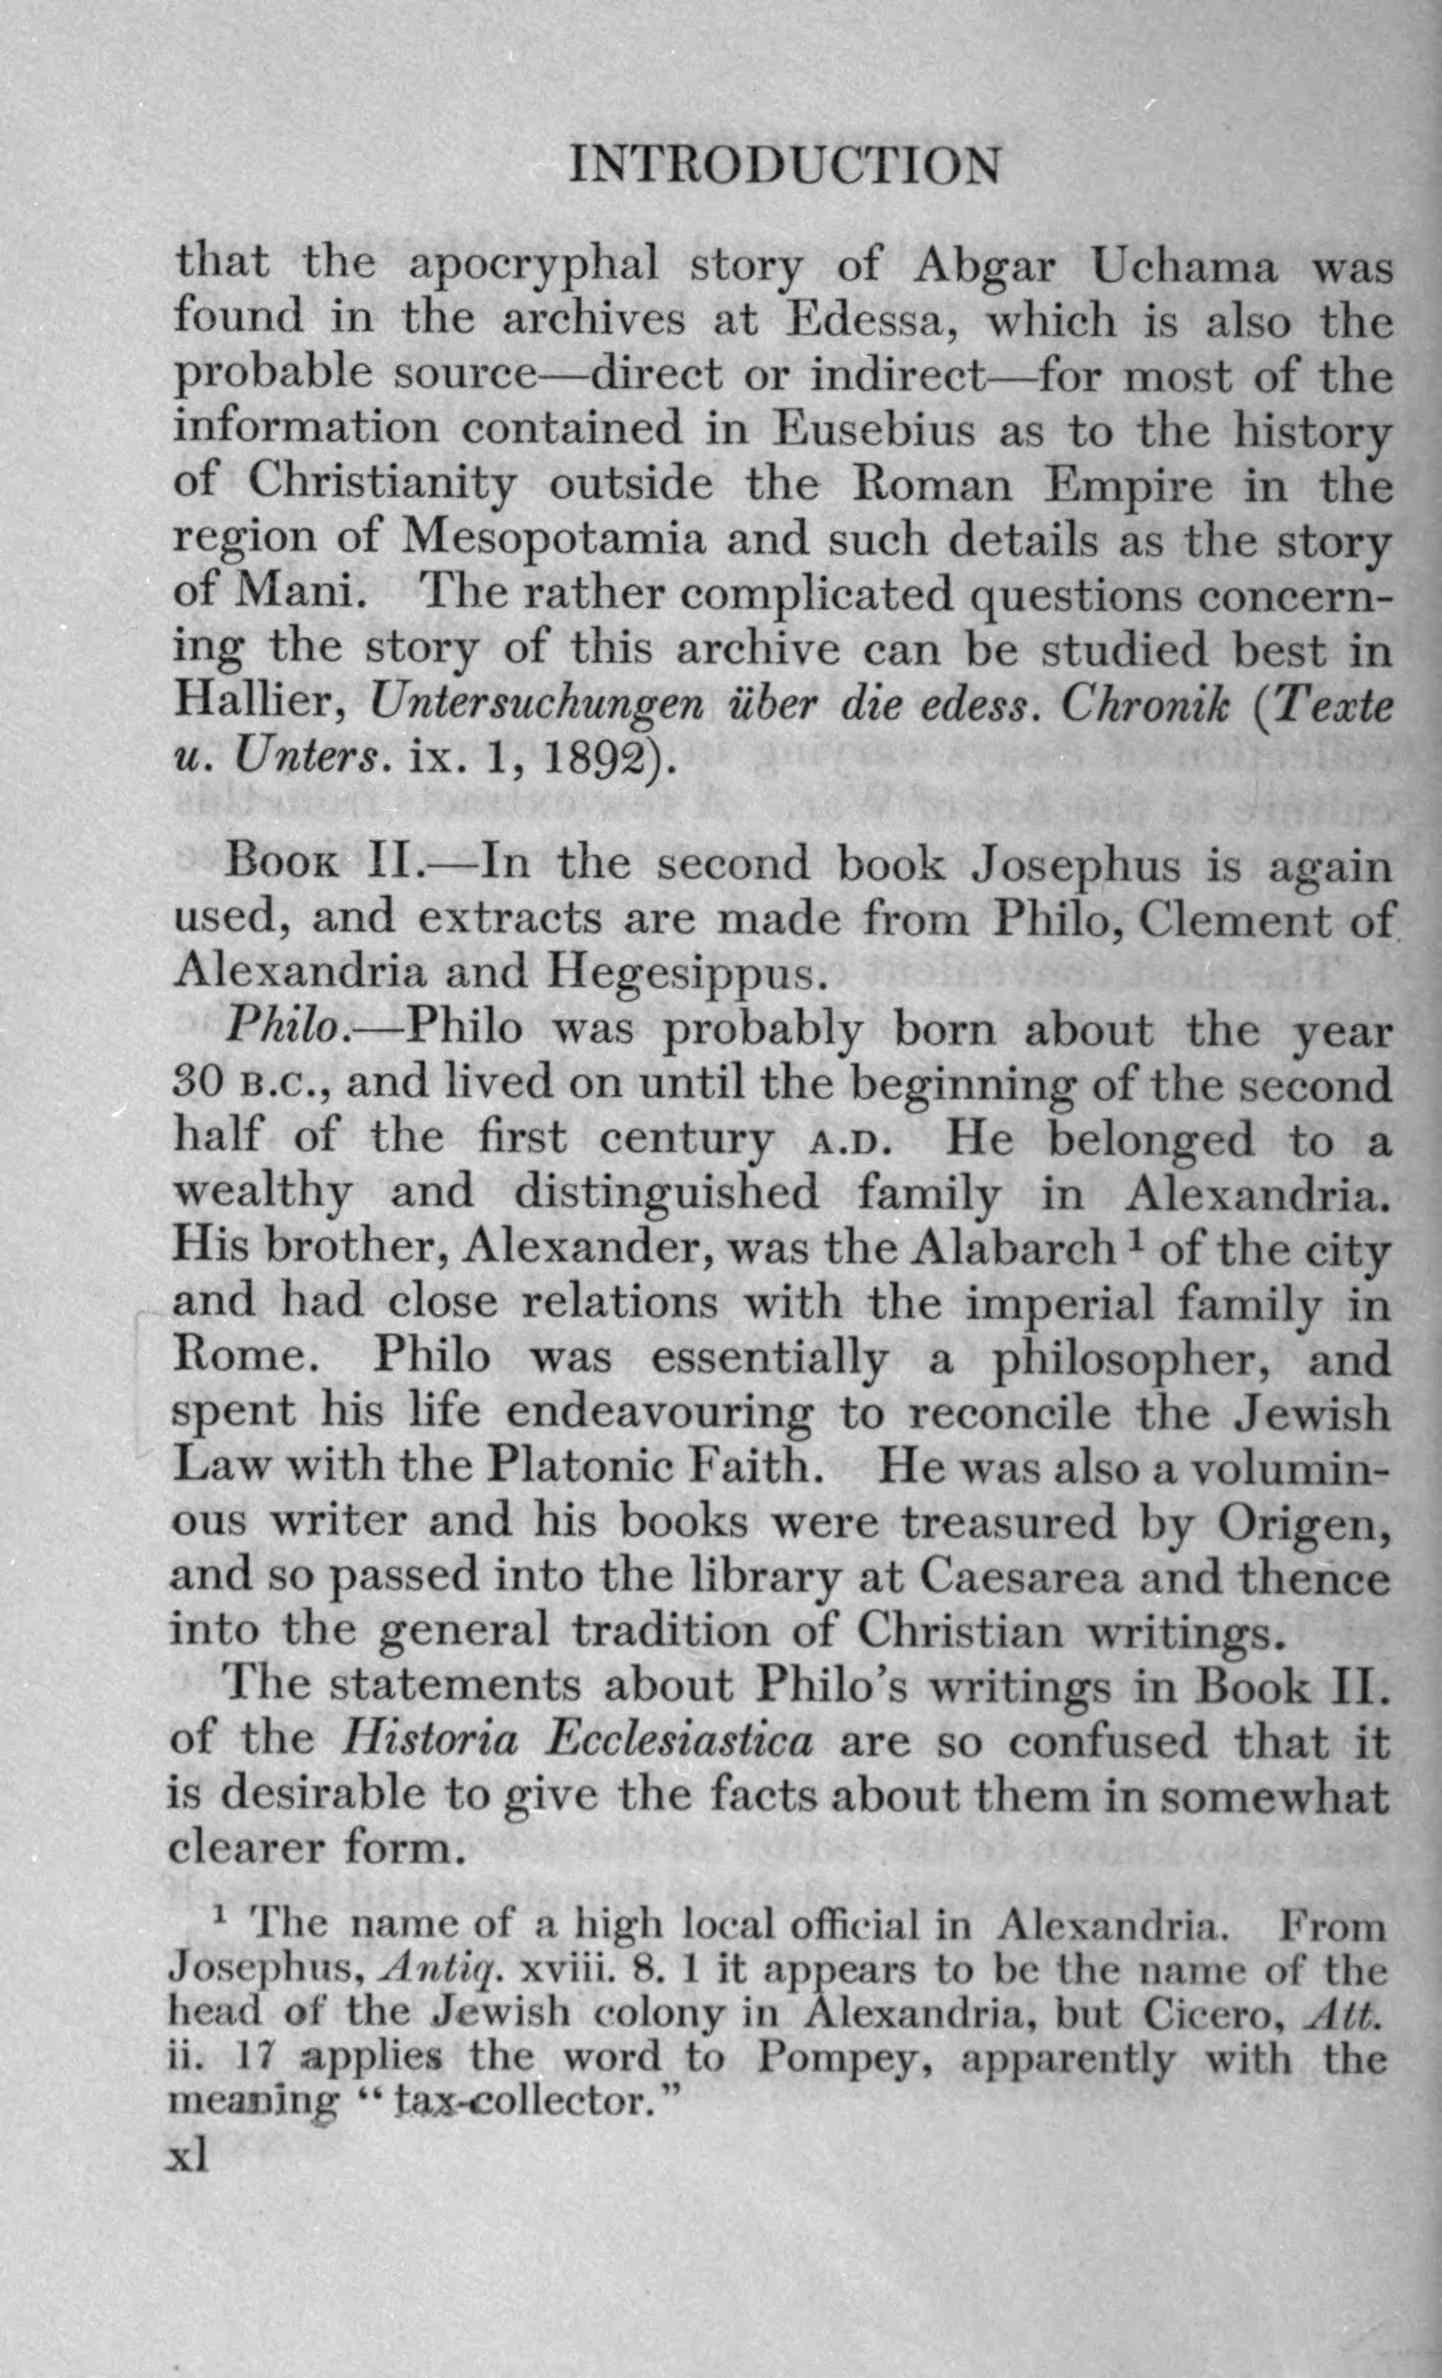 INTRODUCTION
that the apocryphal story of Abgar Uchama was
found in the archives at Edessa, which is also the
probable source—direct or indirect—for most of the
information contained in Eusebius as to the history
of Christianity outside the Roman Empire in the
region of Mesopotamia and such details as the story
of Mani. The rather complicated questions concern-
ing the story of this archive can be studied best in
Hallier, Untersuchungen über die edess. Chronik (Texte
u. Unters. ix. 1, 1892).
Book II.—In the second book Josephus is again
used, and extracts are made from Philo, Clement of
Alexandria and Hegesippus.
Philo.—Philo was probably born about the year
30 B.C., and lived on until the beginning of the second
half of the first century A.D. He belonged to a
wealthy and distinguished family in Alexandria.
His brother, Alexander, was the Alabarch¹ of the city
and had close relations with the imperial family in
Rome. Philo was essentially a philosopher, and
spent his life endeavouring to reconcile the Jewish
Law with the Platonic Faith. He was also a volumin-
ous writer and his books were treasured by Origen,
and so passed into the library at Caesarea and thence
into the general tradition of Christian writings.
The statements about Philo's writings in Book II.
of the Historia Ecclesiastica are so confused that it
is desirable to give the facts about them in somewhat
clearer form.
¹ The name of a high local official in Alexandria. From
Josephus, Antiq. xviii. 8. 1 it appears to be the name of the
head of the Jewish colony in Alexandria, but Cicero, Att.
ii. 17 applies the word to Pompey, apparently with the
meaning "tax-collector."
xl